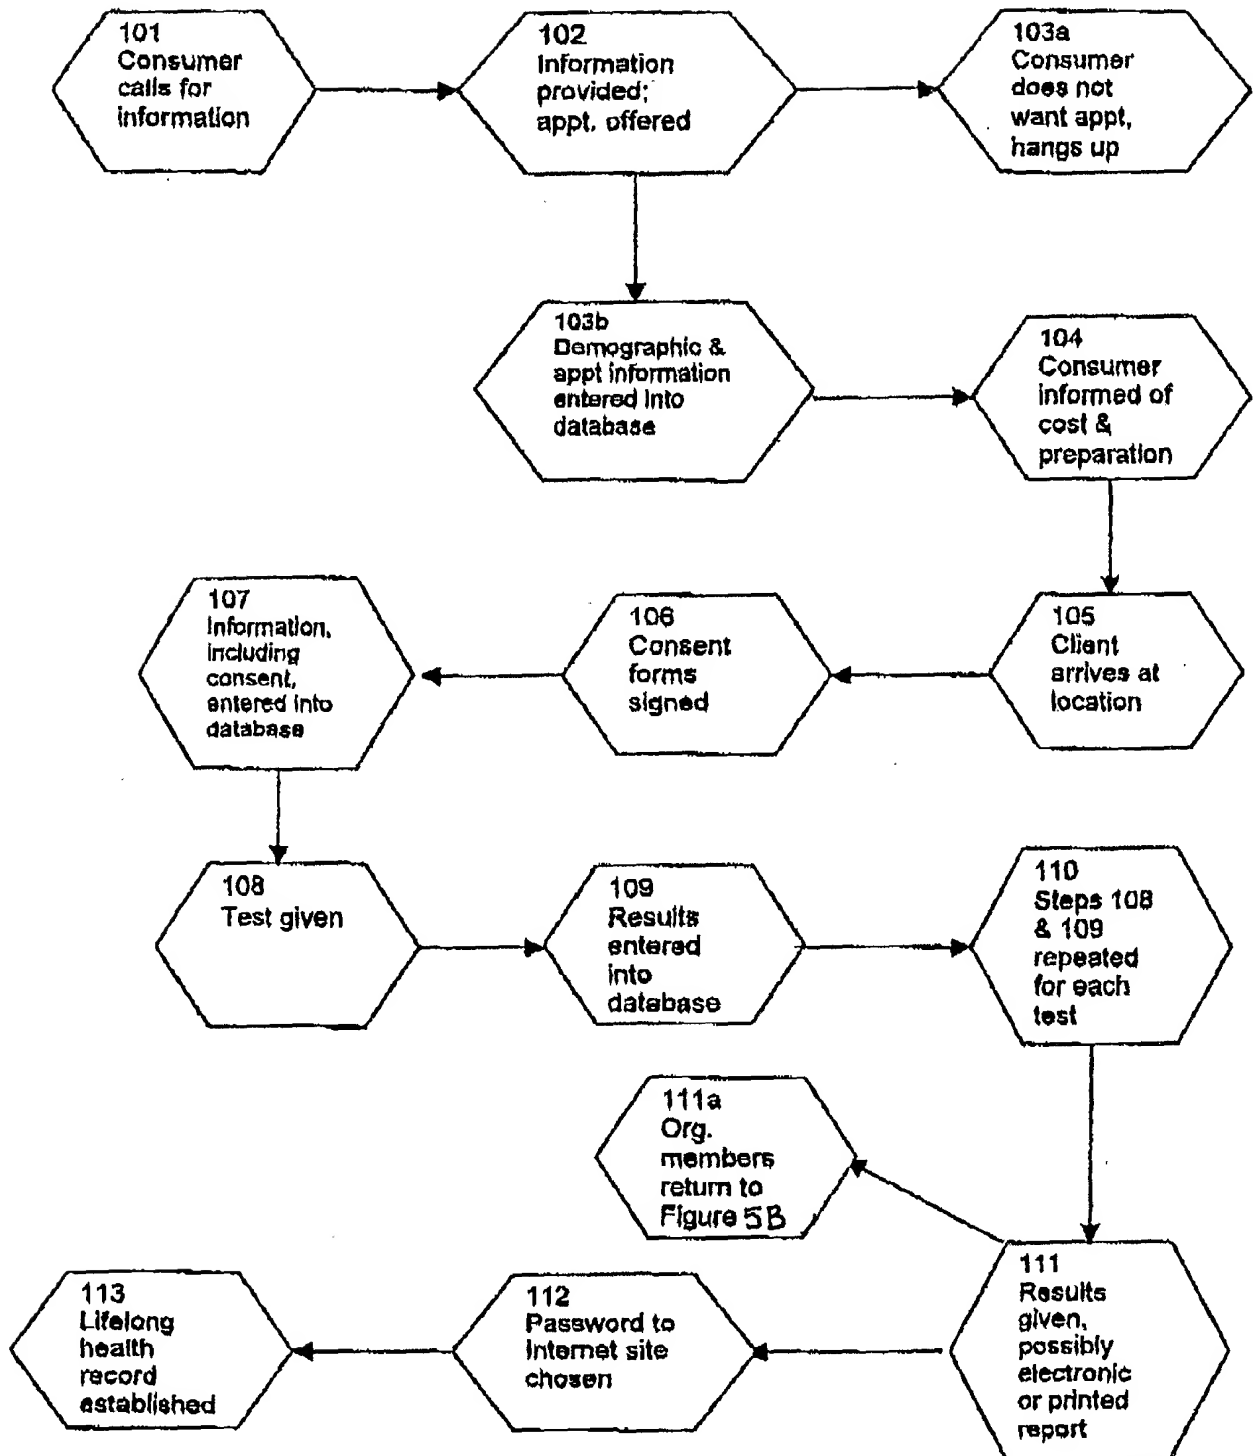 101
Consumer
calls for
information
102
Information
provided;
appt. offered
103a
Consumer
does not
want appt,
hangs up
103b
Demographic &
appt information
entered into
database
104
Consumer
informed of
cost &
preparation
105
Client
arrives at
location
106
Consent
forms
signed
107
Information,
including
consent,
entered into
database
108
Test given
109
Results
entered
into
database
110
Steps 108
& 109
repeated
for each
test
111
Results
given,
possibly
electronic
or printed
report
111a
Org.
members
return to
Figure 5B
112
Password to
Internet site
chosen
113
Lifelong
health
record
established